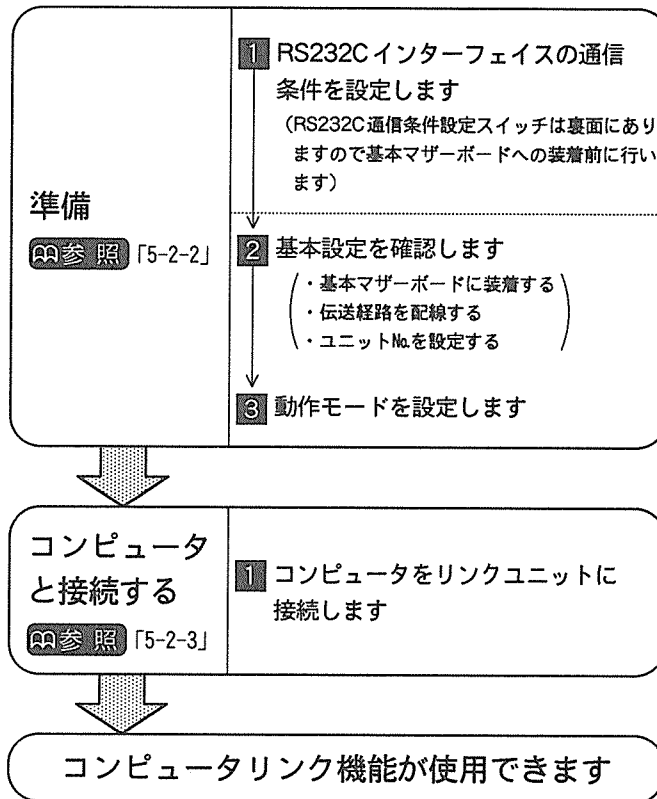 準備
参照「5-2-2」
1 RS232Cインターフェイスの通信
条件を設定します
（RS232C通信条件設定スイッチは裏面にあり
ますので基本マザーボードへの装着前に行い
ます）
2 基本設定を確認します
・基本マザーボードに装着する
・伝送経路を配線する
・ユニット№を設定する
3 動作モードを設定します
コンピュータ
と接続する
参照「5-2-3」
1 コンピュータをリンクユニットに
接続します
コンピュータリンク機能が使用できます